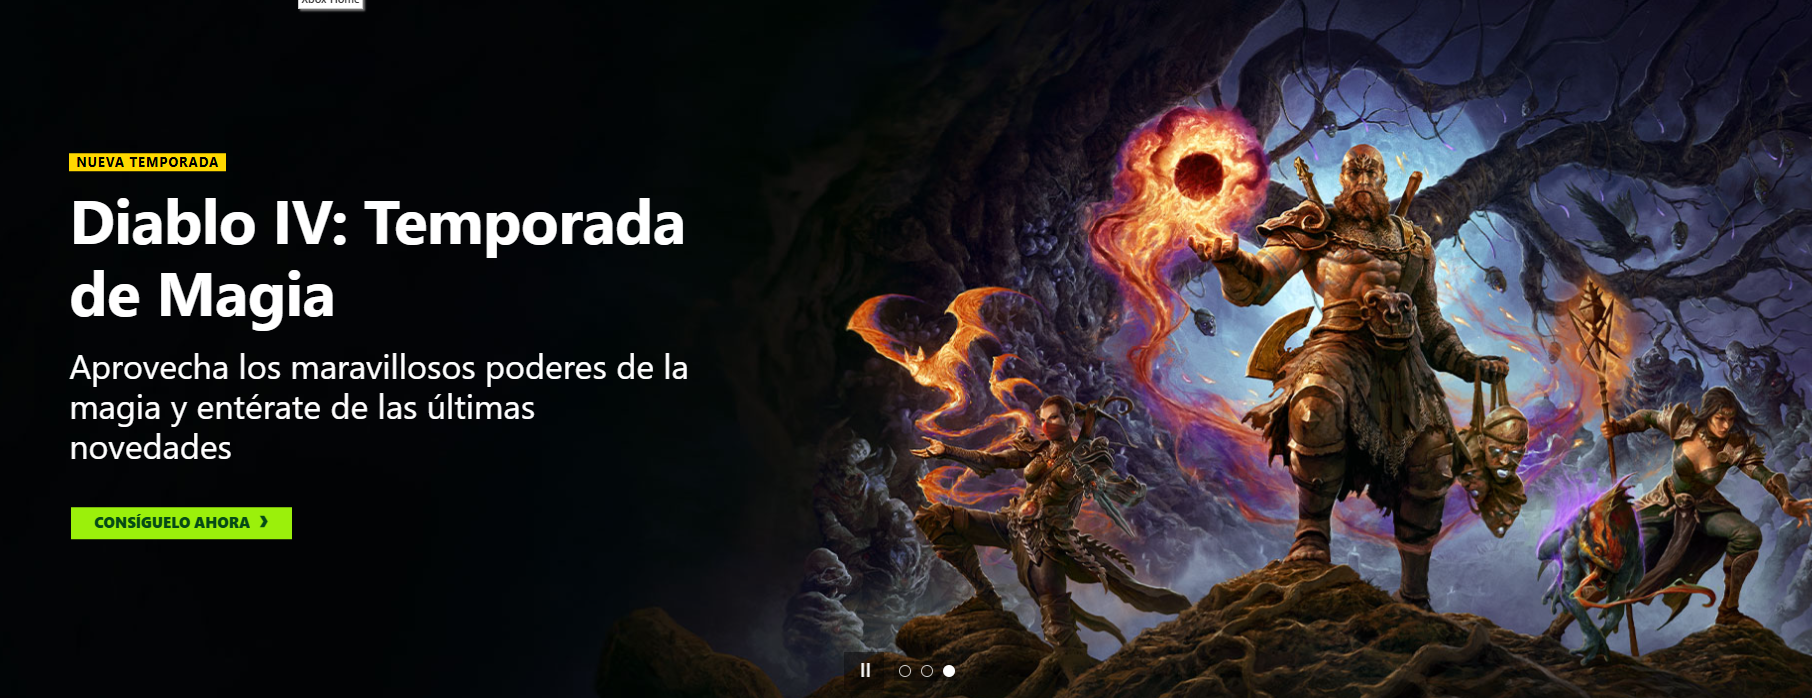 Xbox Home
NUEVA TEMPORADA
Diablo IV: Temporada
de Magia
Aprovecha los maravillosos poderes de la
magia y entérate de las últimas
novedades
CONSÍGUELO AHORA